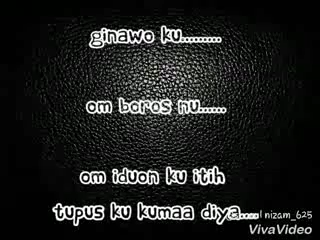 ginawo ku.........
om boros nu......
om iduon ku itih
tupus ku kumaa diya....
nizam_625
VivaVideo